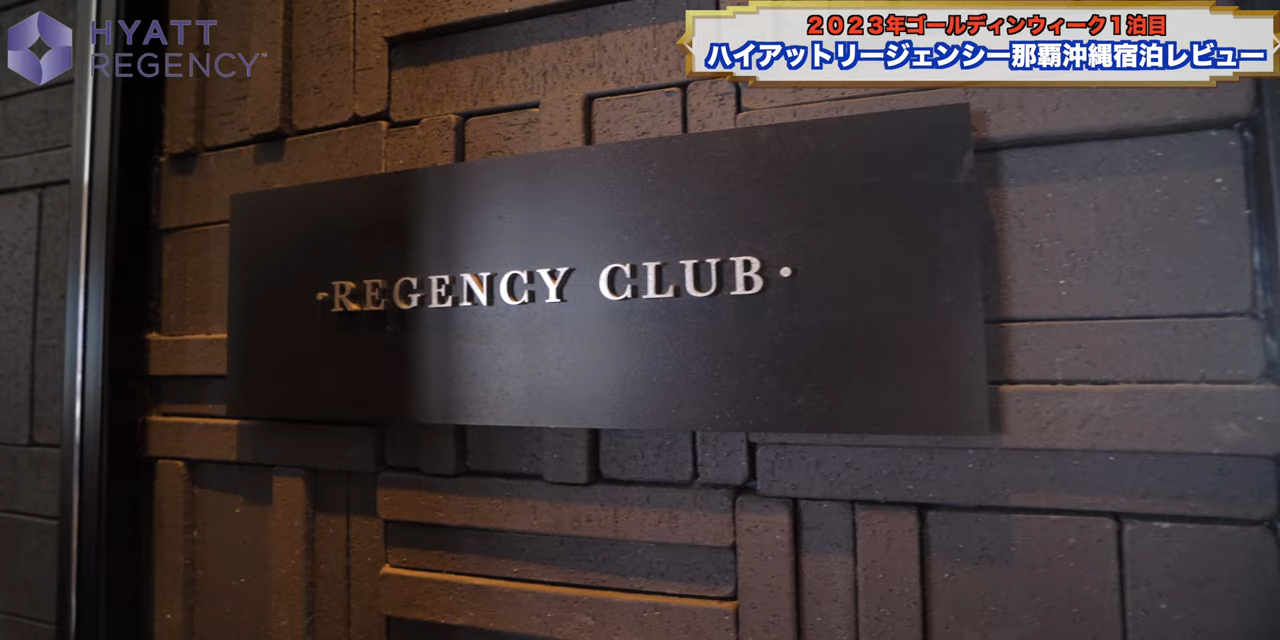 HYATT
REGENCY™
2023年ゴールディンウィーク1泊目
ハイアットリージェンシー那覇沖縄宿泊レビュー
·REGENCY CLUB·